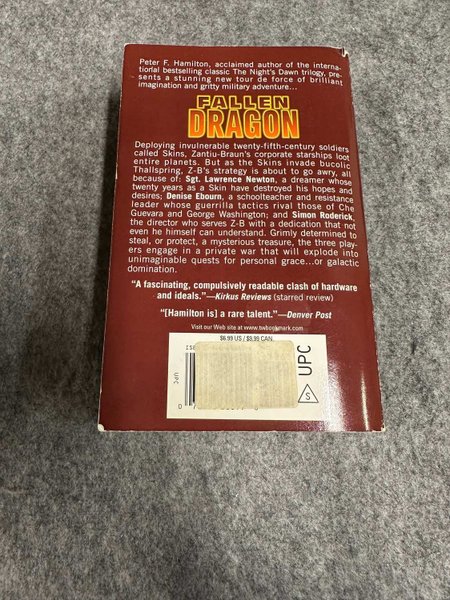 Peter F. Hamilton, acclaimed author of the interna-
tional bestselling classic The Night's Dawn trilogy, pre-
sents a stunning new tour de force of brilliant
imagination and gritty military adventure...
FALLEN
DRAGON
Deploying invulnerable twenty-fifth-century soldiers
called Skins, Zantiu-Braun's corporate starships loot
entire planets. But as the Skins invade bucolic
Thallspring, Z-B's strategy is about to go awry, all
because of: Sgt. Lawrence Newton, a dreamer whose
twenty years as a Skin have destroyed his hopes and
desires; Denise Ebourn, a schoolteacher and resistance
leader whose guerrilla tactics rival those of Che
Guevara and George Washington; and Simon Roderick,
the director who serves Z-B with a dedication that not
even he himself can understand. Grimly determined to
steal, or protect, a mysterious treasure, the three play-
ers engage in a private war that will explode into
unimaginable quests for personal grace...or galactic
domination.
"A fascinating, compulsively readable clash of hardware
and ideals."—Kirkus Reviews (starred review)
"[Hamilton is] a rare talent."—Denver Post
Visit our Web site at www.twbookmark.com
$6.99 US / $9.99 CAN.
UPC
S
UPC